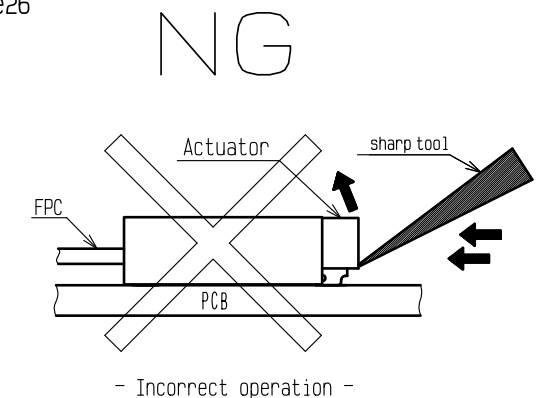 NG
Actuator
sharp tool
FPC
PCB
- Incorrect operation -